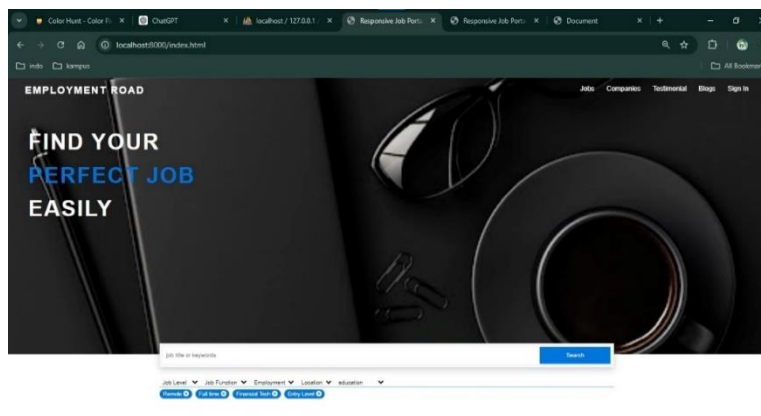 Color Hunt - Color Pa
ChatGPT
localhost / 127.0.0.1 /
Responsive Job Porta
Responsive Job Porta
Document
localhost:8000/index.html
indo
kampus
All Bookmar
EMPLOYMENT ROAD
Jobs
Companies
Testimonial
Blogs
Sign In
FIND YOUR
PERFECT JOB
EASILY
job title or keywords
Search
Job Level
Job Function
Employment
Location
education
Remote
Full time
Financial Tech
Entry Level